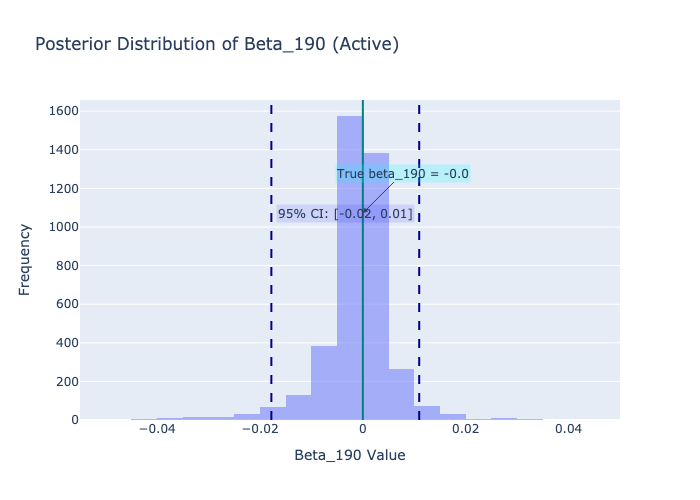 Posterior Distribution of Beta_190 (Active)
1600
1400
1200
1000
800
600
400
200
0
Frequency
True beta_190 = -0.0
95% CI: [-0.02, 0.01]
−0.04
−0.02
0
0.02
0.04
Beta_190 Value